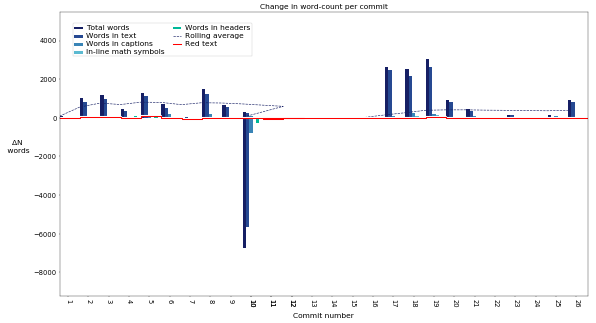 Change in word-count per commit
Total words
Words in text
Words in captions
in-line math symbols
Words in headers
Rolling average
Red text
4000
2000
0
−2000
−4000
−6000
−8000
ΔN
words
1 2 3 4 5 6 7 8 9 10 11 12 13 14 15 16 17 18 19 20 21 22 23 24 25 26
Commit number